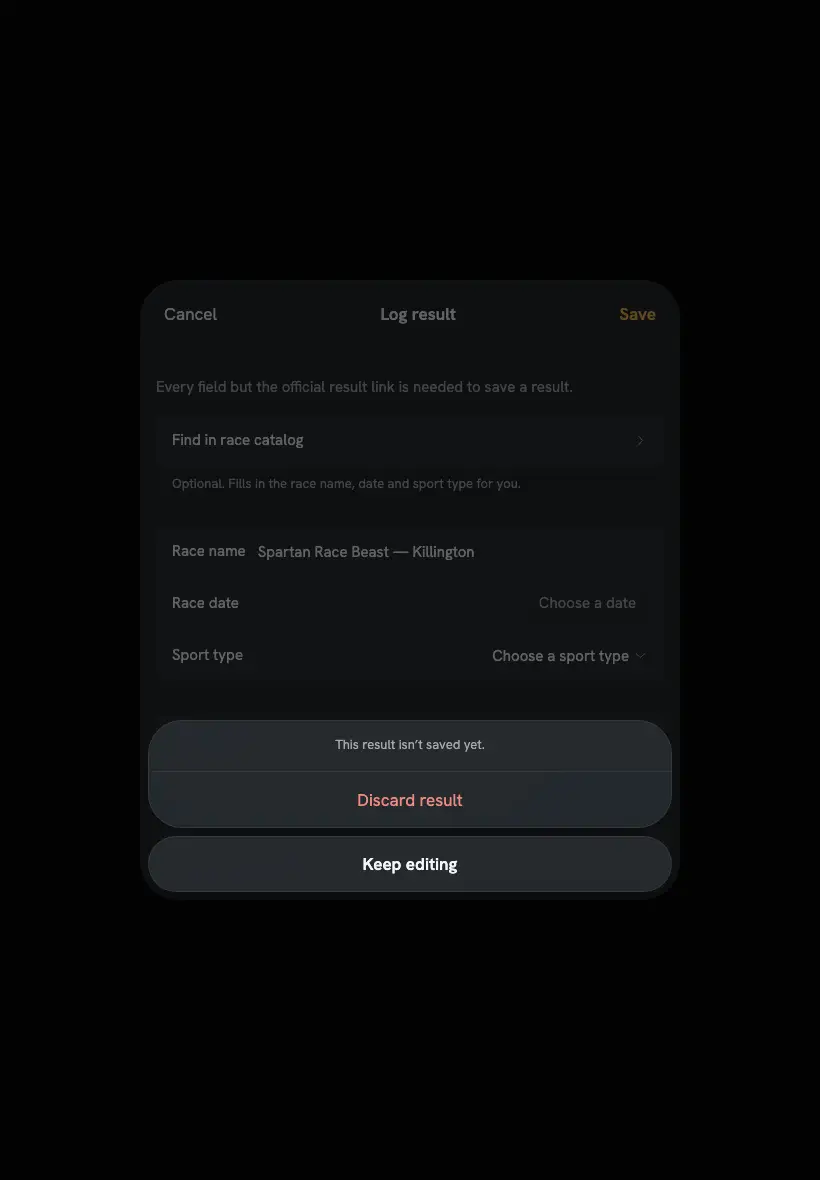 Cancel Log result Save
Every field but the official result link is needed to save a result.
Find in race catalog
Optional. Fills in the race name, date and sport type for you.
Race name Spartan Race Beast — Killington
Race date Choose a date
Sport type Choose a sport type
This result isn’t saved yet.
Discard result
Keep editing